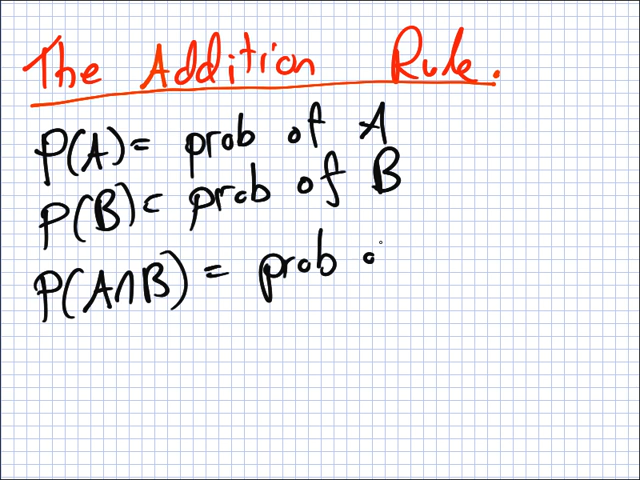 The Addition Rule.
P(A) = prob of A
P(B) = prob of B
P(A∩B) = prob o